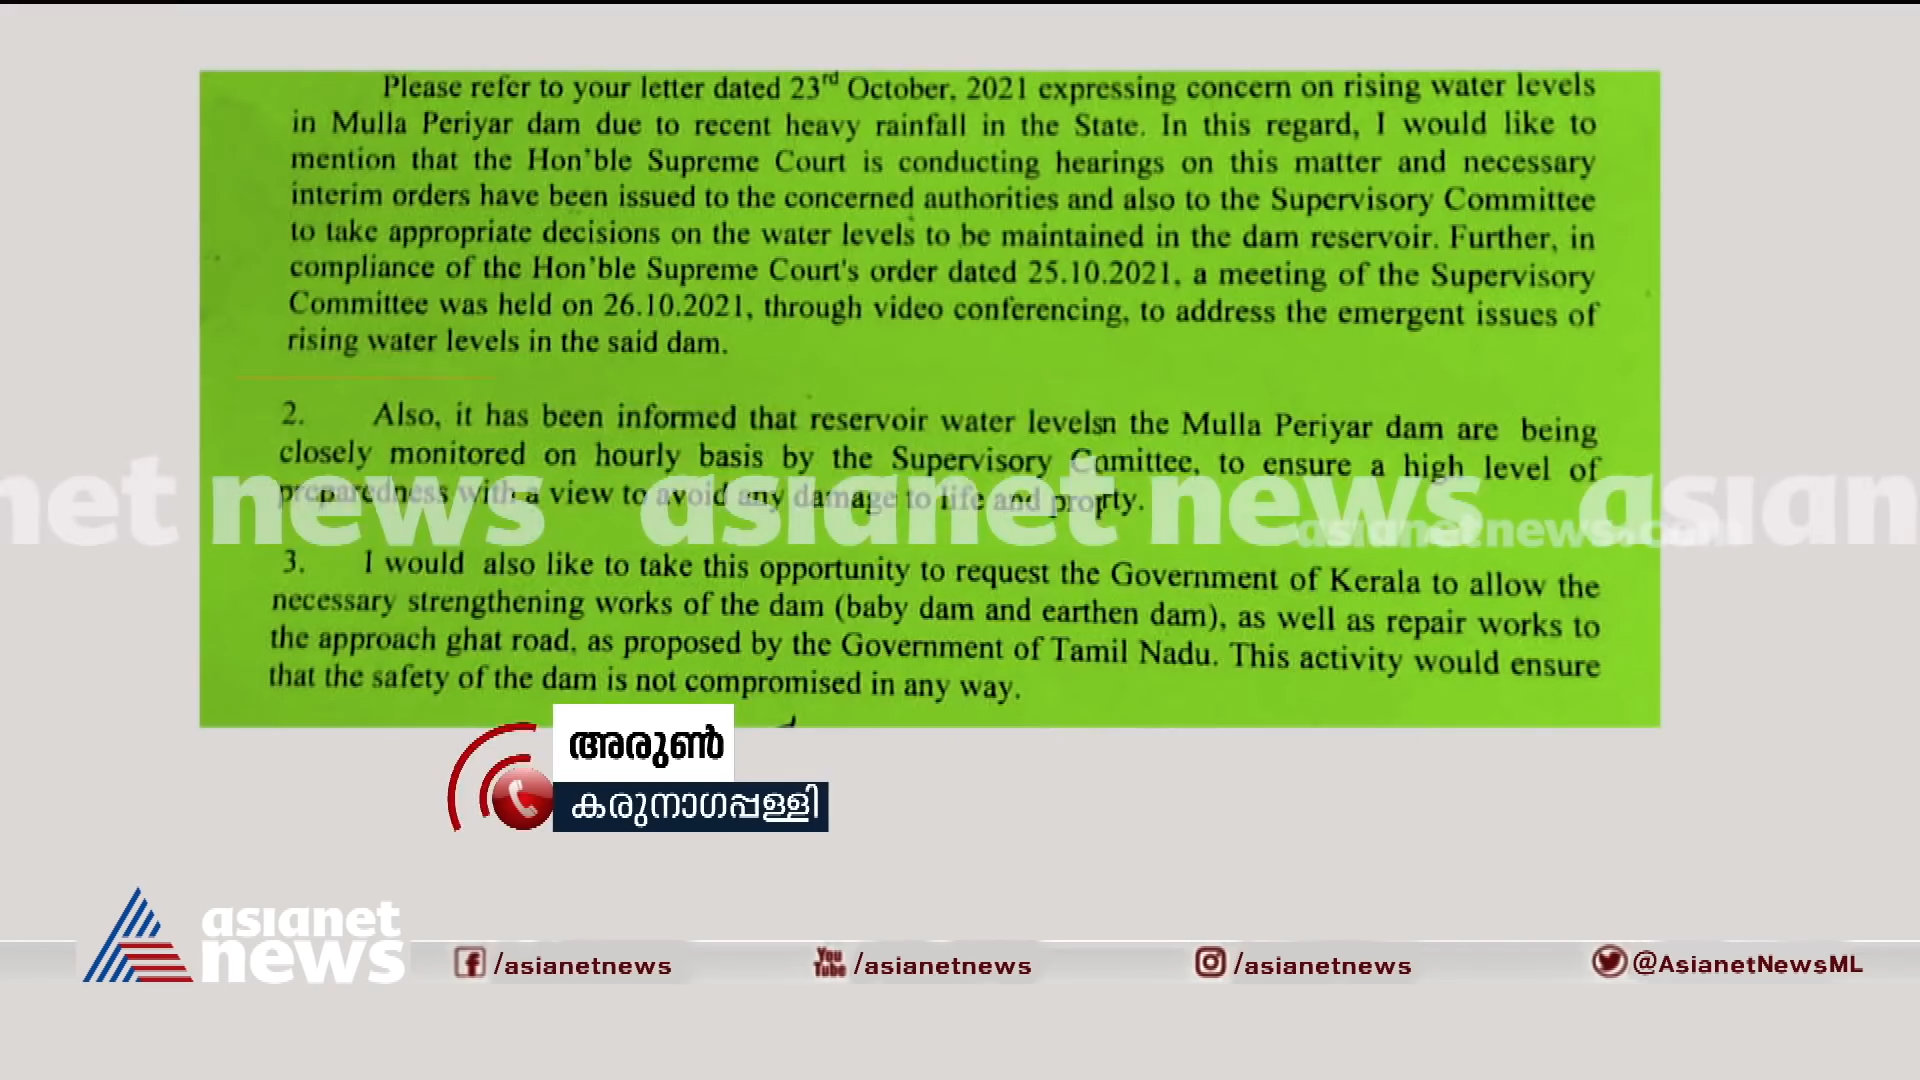 Please refer to your letter dated 23rd October, 2021 expressing concern on rising water levels
in Mulla Periyar dam due to recent heavy rainfall in the State. In this regard, I would like to
mention that the Hon'ble Supreme Court is conducting hearings on this matter and necessary
interim orders have been issued to the concerned authorities and also to the Supervisory Committee
to take appropriate decisions on the water levels to be maintained in the dam reservoir. Further, in
compliance of the Hon'ble Supreme Court's order dated 25.10.2021, a meeting of the Supervisory
Committee was held on 26.10.2021, through video conferencing, to address the emergent issues of
rising water levels in the said dam.
2. Also, it has been informed that reservoir water levelsn the Mulla Periyar dam are being
closely monitored on hourly basis by the Supervisory Cmittee, to ensure a high level of
preparedness with a view to avoid any damage to life and proprty.
net news asianet news asian
asianetnews.com
3. I would also like to take this opportunity to request the Government of Kerala to allow the
necessary strengthening works of the dam (baby dam and earthen dam), as well as repair works to
the approach ghat road, as proposed by the Government of Tamil Nadu. This activity would ensure
that the safety of the dam is not compromised in any way.
അരുൺ
കരുനാഗപ്പള്ളി
asianet
news
/asianetnews You Tube /asianetnews /asianetnews @AsianetNewsML